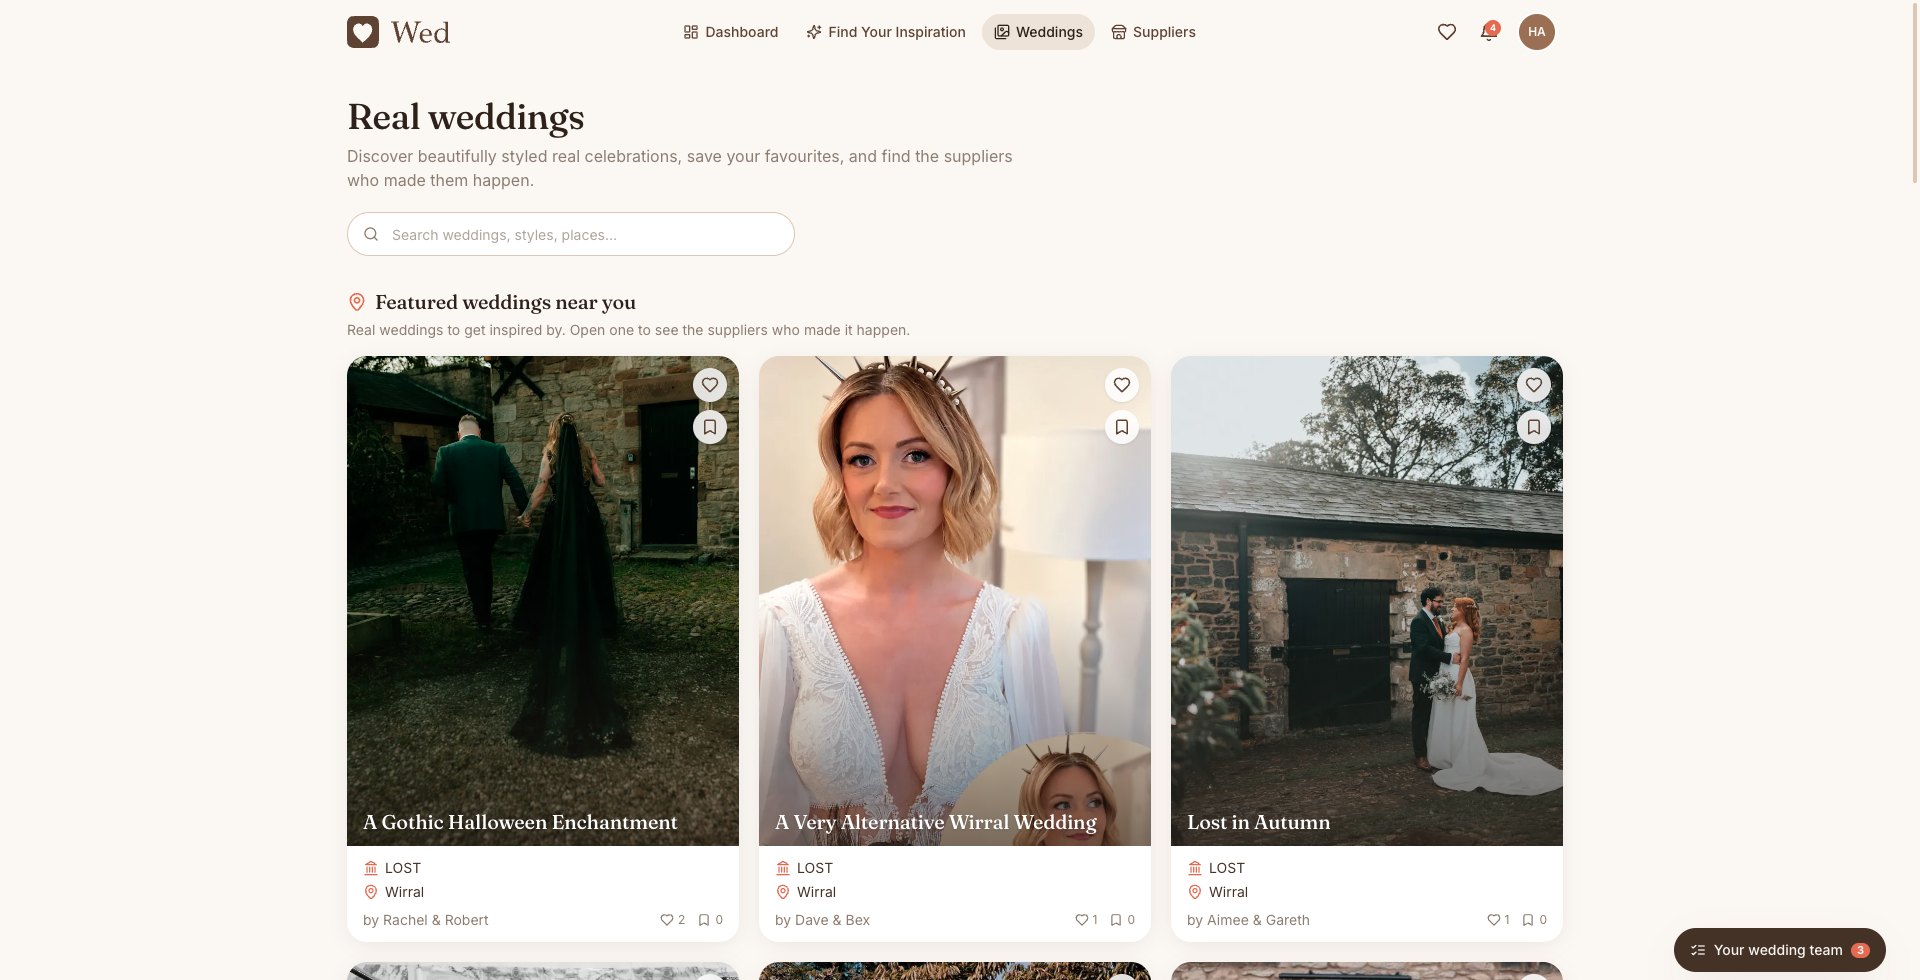 Wed
Dashboard
Find Your Inspiration
Weddings
Suppliers
4
HA
Real weddings
Discover beautifully styled real celebrations, save your favourites, and find the suppliers
who made them happen.
Search weddings, styles, places...
Featured weddings near you
Real weddings to get inspired by. Open one to see the suppliers who made it happen.
A Gothic Halloween Enchantment
LOST
Wirral
by Rachel & Robert
2
0
A Very Alternative Wirral Wedding
LOST
Wirral
by Dave & Bex
1
0
Lost in Autumn
LOST
Wirral
by Aimee & Gareth
1
0
Your wedding team
3